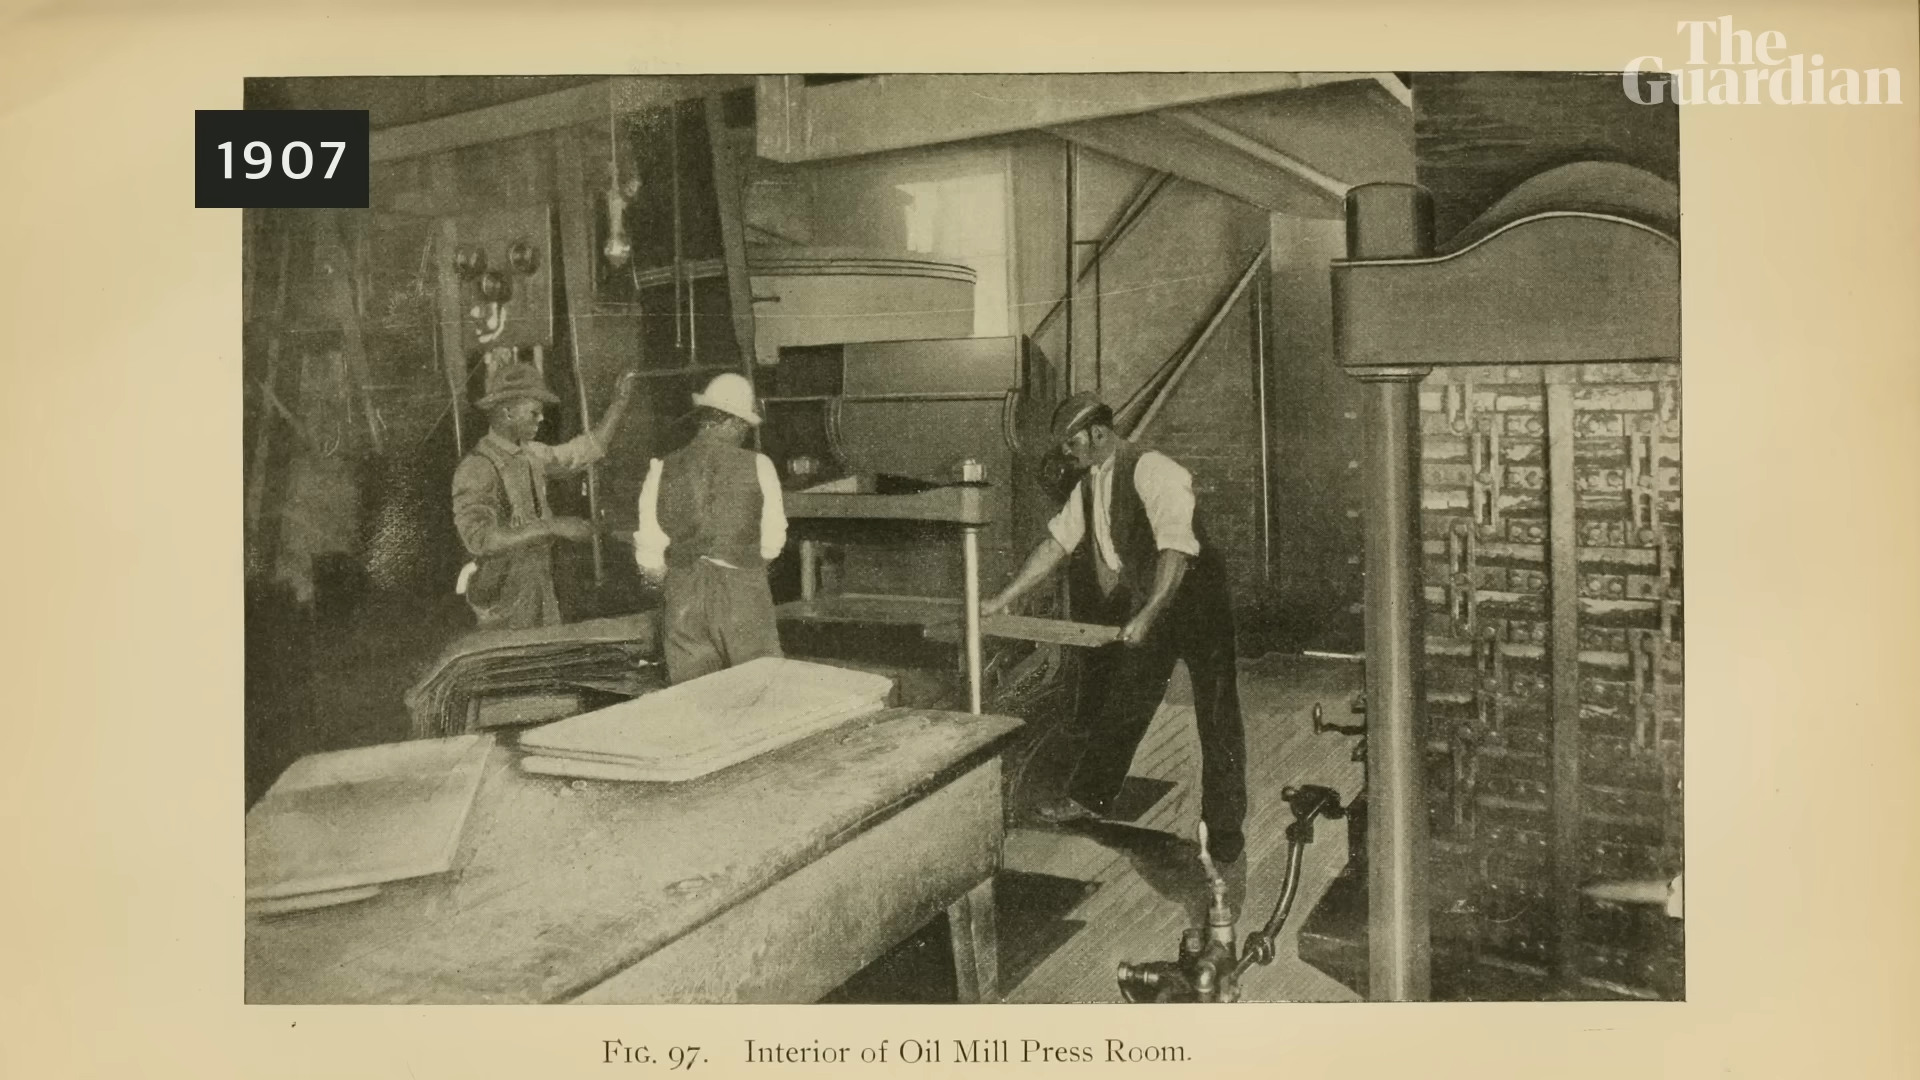 The
Guardian
1907
FIG. 97. Interior of Oil Mill Press Room.